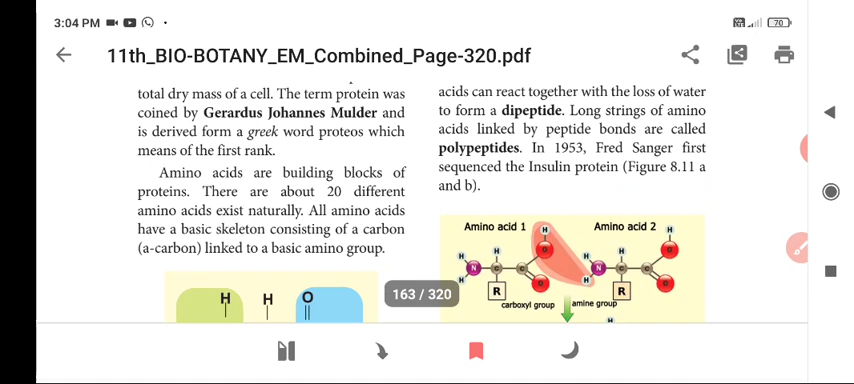 3:04 PM
70
11th_BIO-BOTANY_EM_Combined_Page-320.pdf
total dry mass of a cell. The term protein was
coined by Gerardus Johannes Mulder and
is derived form a greek word proteos which
means of the first rank.
Amino acids are building blocks of
proteins. There are about 20 different
amino acids exist naturally. All amino acids
have a basic skeleton consisting of a carbon
(a-carbon) linked to a basic amino group.
H H O
acids can react together with the loss of water
to form a dipeptide. Long strings of amino
acids linked by peptide bonds are called
polypeptides. In 1953, Fred Sanger first
sequenced the Insulin protein (Figure 8.11 a
and b).
Amino acid 1 H Amino acid 2 H
H H O H H O
N C C N C C
H O H O
R R
carboxyl group amine group
H
163 / 320